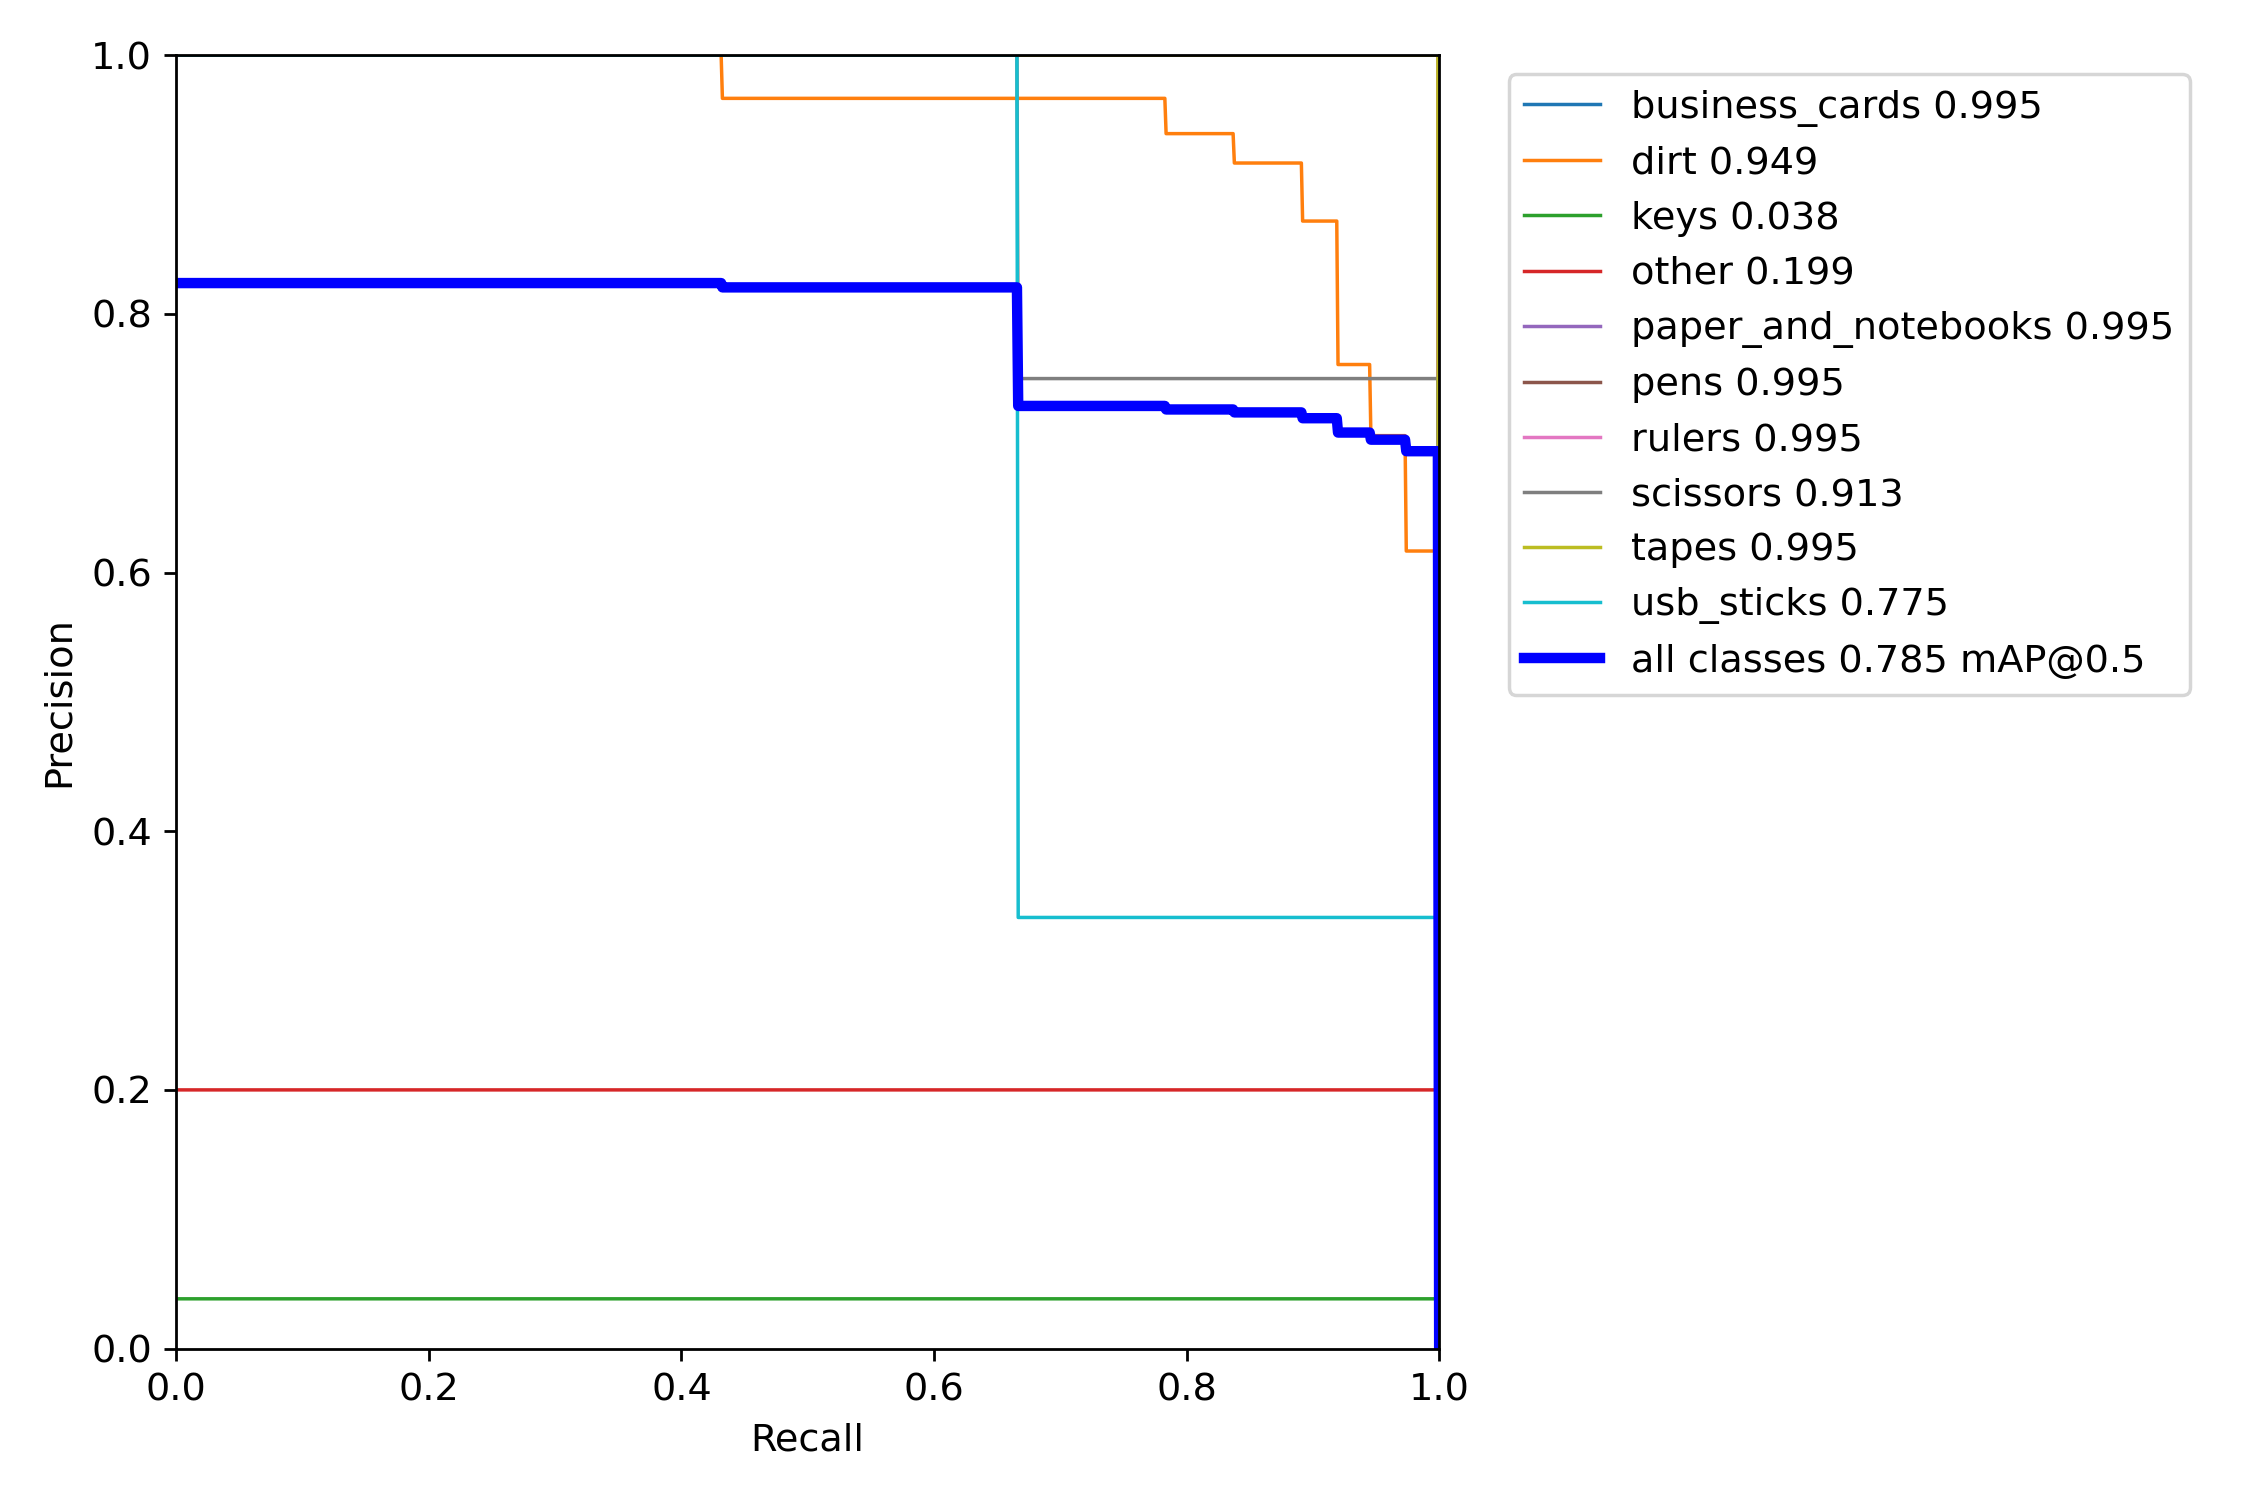 1.0
0.8
0.6
0.4
0.2
0.0
Precision
0.0 0.2 0.4 0.6 0.8 1.0
Recall
business_cards 0.995
dirt 0.949
keys 0.038
other 0.199
paper_and_notebooks 0.995
pens 0.995
rulers 0.995
scissors 0.913
tapes 0.995
usb_sticks 0.775
all classes 0.785 mAP@0.5